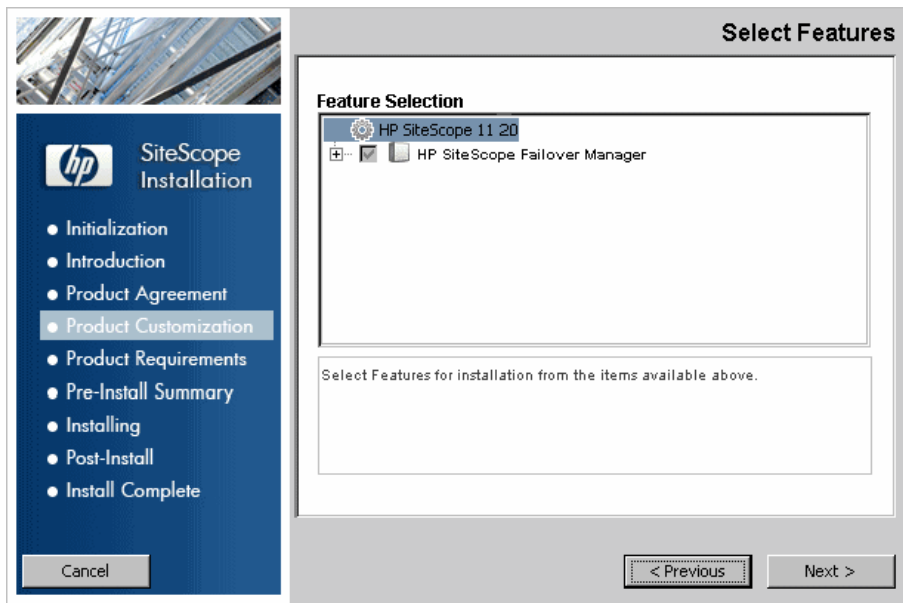 Select Features
hp
SiteScope
Installation
Initialization
Introduction
Product Agreement
Product Customization
Product Requirements
Pre-Install Summary
Installing
Post-Install
Install Complete
Cancel
Feature Selection
HP SiteScope 11 20
HP SiteScope Failover Manager
Select Features for installation from the items available above.
< Previous
Next >